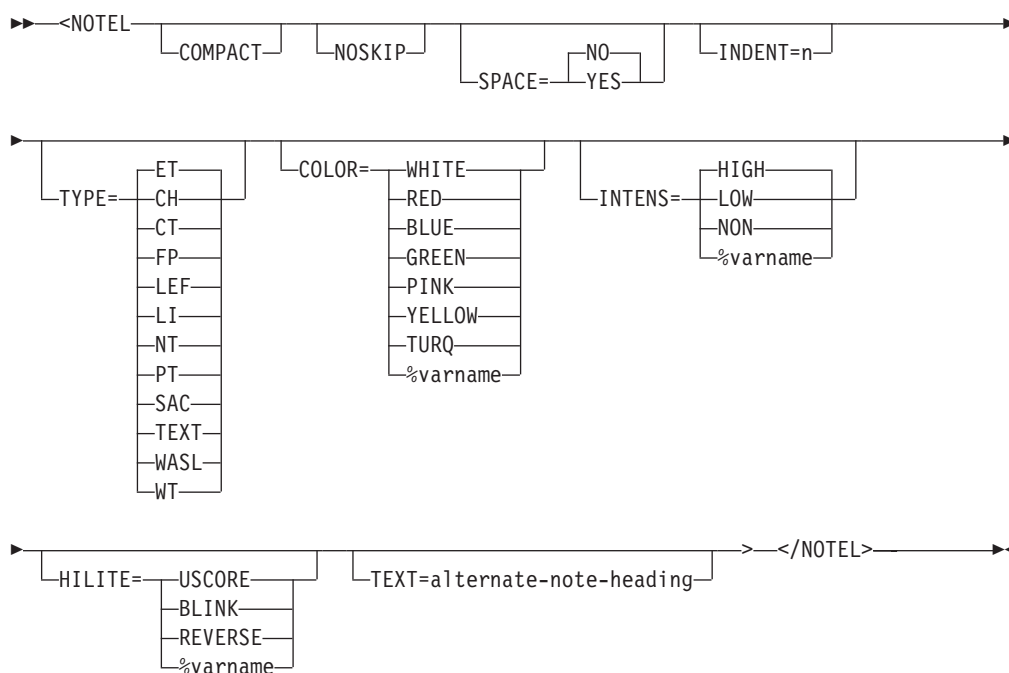 <NOTEL
COMPACT
NOSKIP
SPACE=
NO
YES
INDENT=n
TYPE=
ET
CH
CT
FP
LEF
LI
NT
PT
SAC
TEXT
WASL
WT
COLOR=
WHITE
RED
BLUE
GREEN
PINK
YELLOW
TURQ
%varname
INTENS=
HIGH
LOW
NON
%varname
HILITE=
USCORE
BLINK
REVERSE
%varname
TEXT=alternate-note-heading
>
</NOTEL>